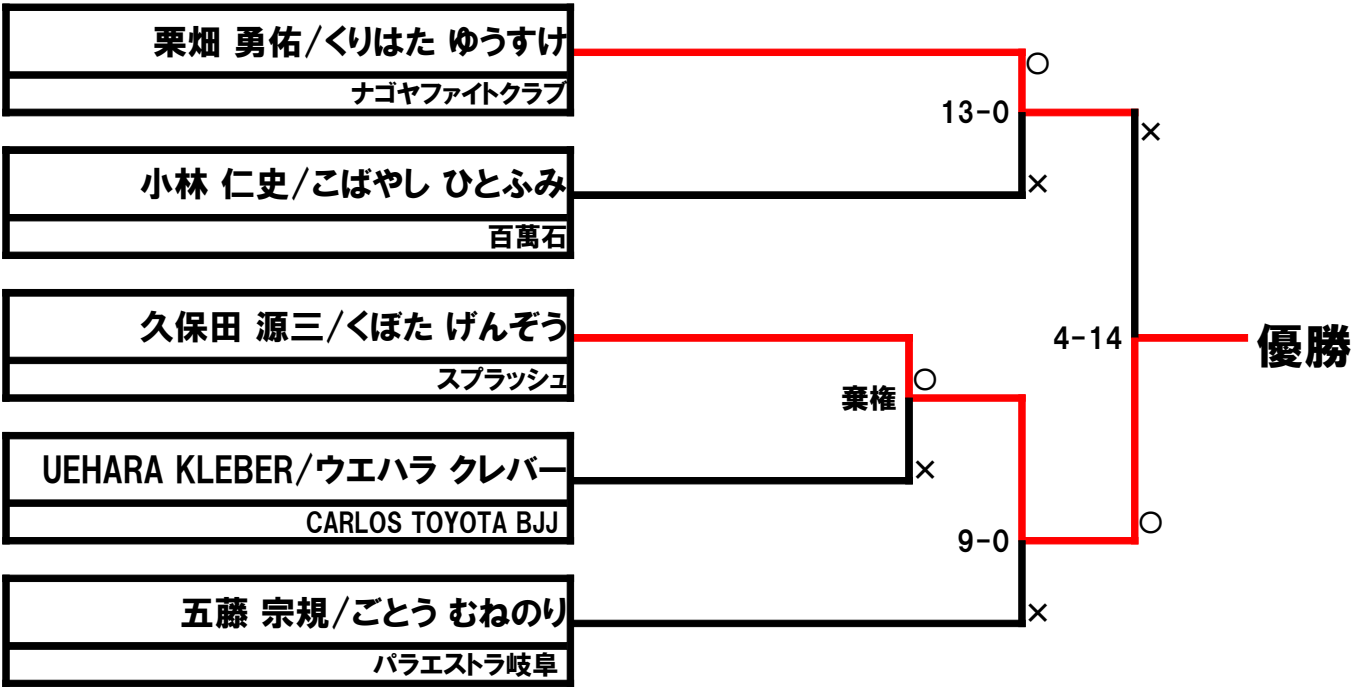 栗畑 勇佑/くりはた ゆうすけ
ナゴヤファイトクラブ
○
13-0
×
×
小林 仁史/こばやし ひとふみ
百萬石
久保田 源三/くぼた げんぞう
スプラッシュ
4-14
優勝
○
棄権
×
UEHARA KLEBER/ウエハラ クレバー
CARLOS TOYOTA BJJ
○
9-0
×
五藤 宗規/ごとう むねのり
パラエストラ岐阜